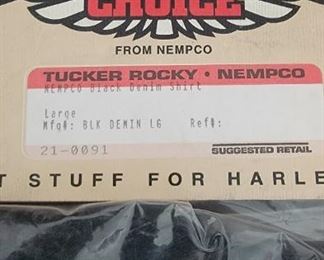 CHOICE
FROM NEMPCO
TUCKER ROCKY • NEMPCO
NEMPCO Black Denim Shirt
Large
Mfg#: BLK DEMIN LG Ref#:
21-0091
SUGGESTED RETAIL
T STUFF FOR HARLE